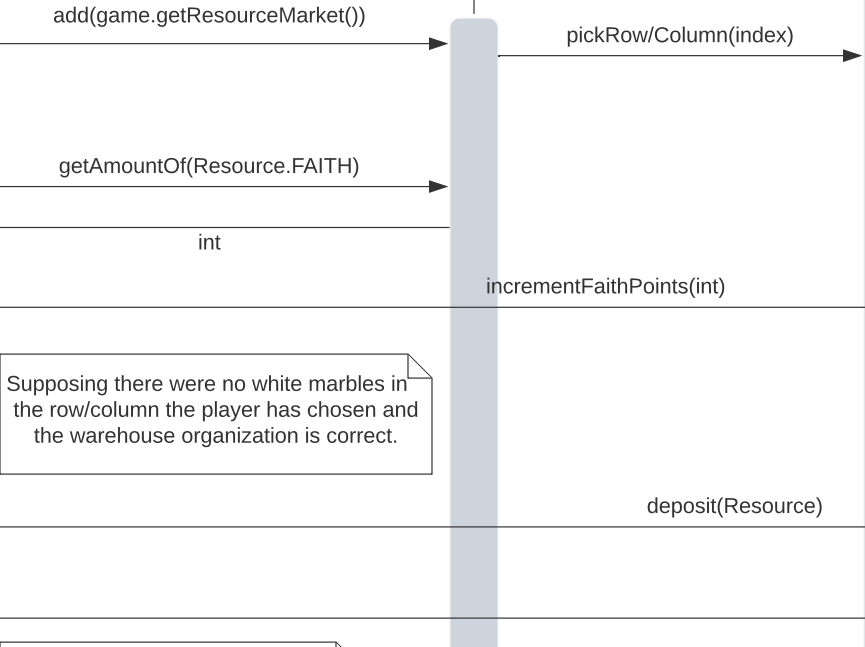 add(game.getResourceMarket())
pickRow/Column(index)
getAmountOf(Resource.FAITH)
int
incrementFaithPoints(int)
Supposing there were no white marbles in
the row/column the player has chosen and
the warehouse organization is correct.
deposit(Resource)